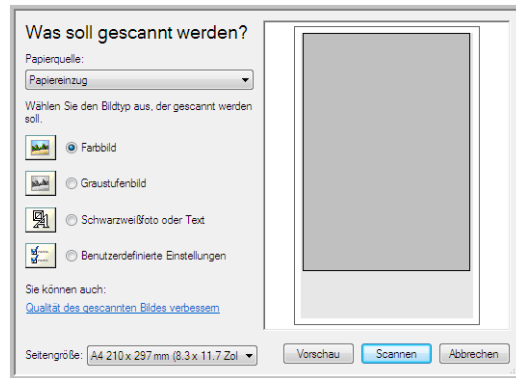 Was soll gescannt werden?
Papierquelle:
Papiereinzug
Wählen Sie den Bildtyp aus, der gescannt werden
soll.
Farbbild
Graustufenbild
Schwarzweißfoto oder Text
Benutzerdefinierte Einstellungen
Sie können auch:
Qualität des gescannten Bildes verbessern
Seitengröße: A4 210 x 297 mm (8.3 x 11.7 Zol
Vorschau Scannen Abbrechen